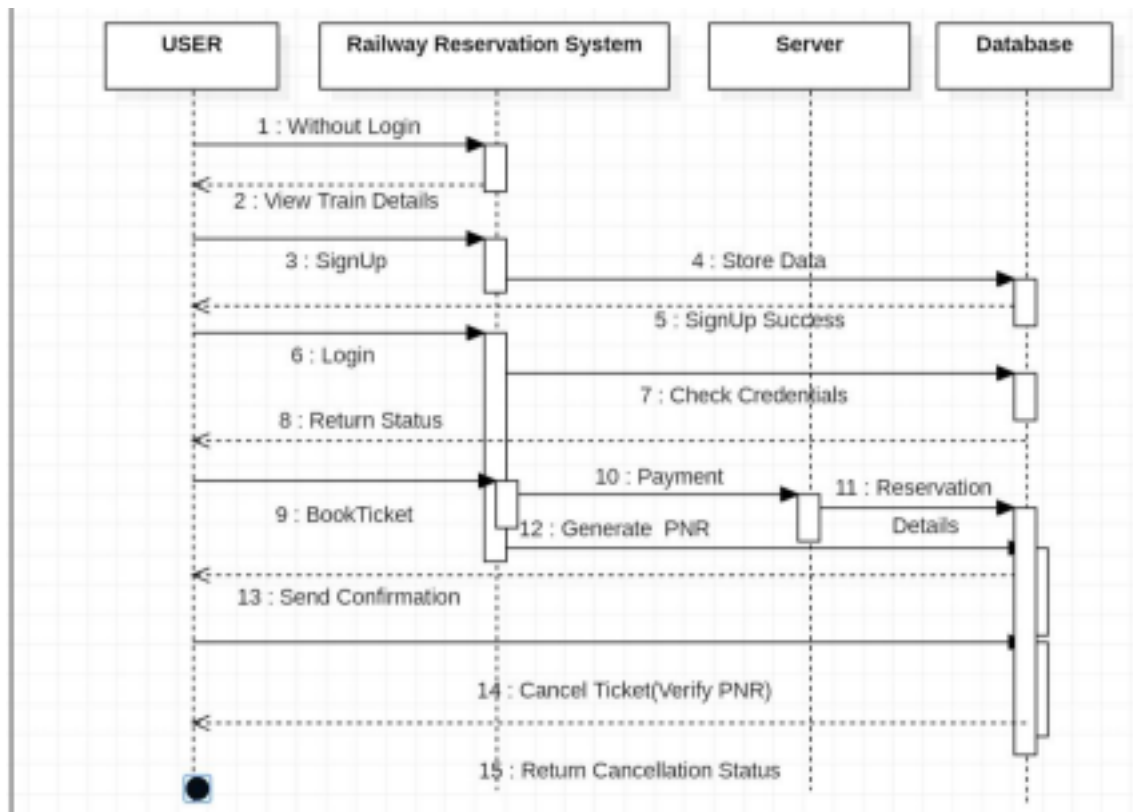 USER
Railway Reservation System
Server
Database
1 : Without Login
2 : View Train Details
3 : SignUp
4 : Store Data
5 : SignUp Success
6 : Login
7 : Check Credentials
8 : Return Status
9 : BookTicket
10 : Payment
11 : Reservation
Details
12 : Generate PNR
13 : Send Confirmation
14 : Cancel Ticket(Verify PNR)
15 : Return Cancellation Status